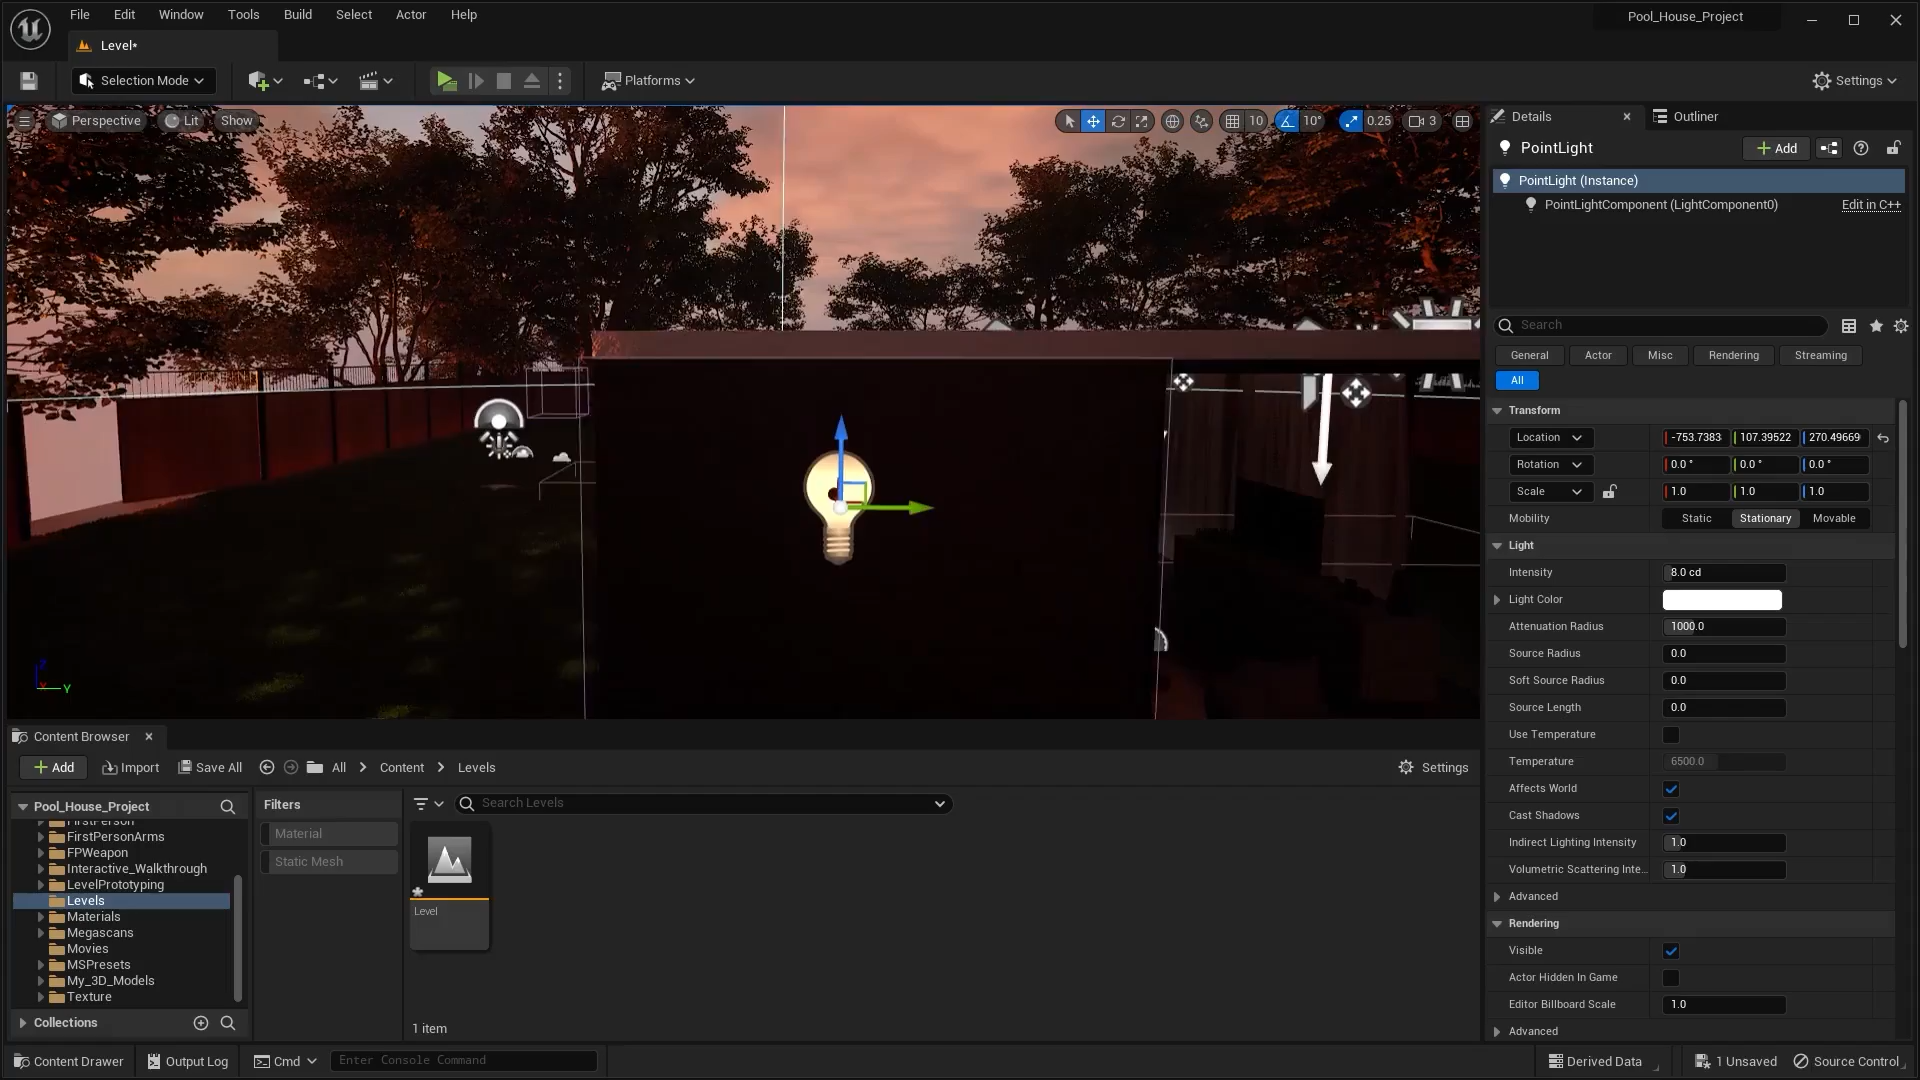 File Edit Window Tools Build Select Actor Help
Pool_House_Project
Level*
Selection Mode
Platforms
Settings
Perspective Lit Show
10 10° 0.25 3
Details
Outliner
PointLight
Add
PointLight (Instance)
PointLightComponent (LightComponent0) Edit in C++
Search
General Actor Misc Rendering Streaming
All
Transform
Location -753.7383 107.39522 270.49669
Rotation 0.0 ° 0.0 ° 0.0 °
Scale 1.0 1.0 1.0
Mobility Static Stationary Movable
Light
Intensity 8.0 cd
Light Color
Attenuation Radius 1000.0
Source Radius 0.0
Soft Source Radius 0.0
Source Length 0.0
Use Temperature
Temperature 6500.0
Affects World
Cast Shadows
Indirect Lighting Intensity 1.0
Volumetric Scattering Inte... 1.0
Advanced
Rendering
Visible
Actor Hidden In Game
Editor Billboard Scale 1.0
Advanced
Z
X
Y
Content Browser
Add Import Save All All Content Levels Settings
Pool_House_Project
FirstPerson
FirstPersonArms
FPWeapon
Interactive_Walkthrough
LevelPrototyping
Levels
Materials
Megascans
Movies
MSPresets
My_3D_Models
Texture
Collections
Filters
Material
Static Mesh
Search Levels
Level
1 item
Content Drawer Output Log Cmd Enter Console Command Derived Data 1 Unsaved Source Control